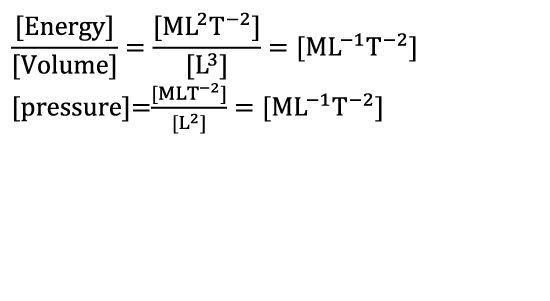 [Energy]/[Volume] = [ML²T⁻²]/[L³] = [ML⁻¹T⁻²]
[pressure]=[MLT⁻²]/[L²] = [ML⁻¹T⁻²]